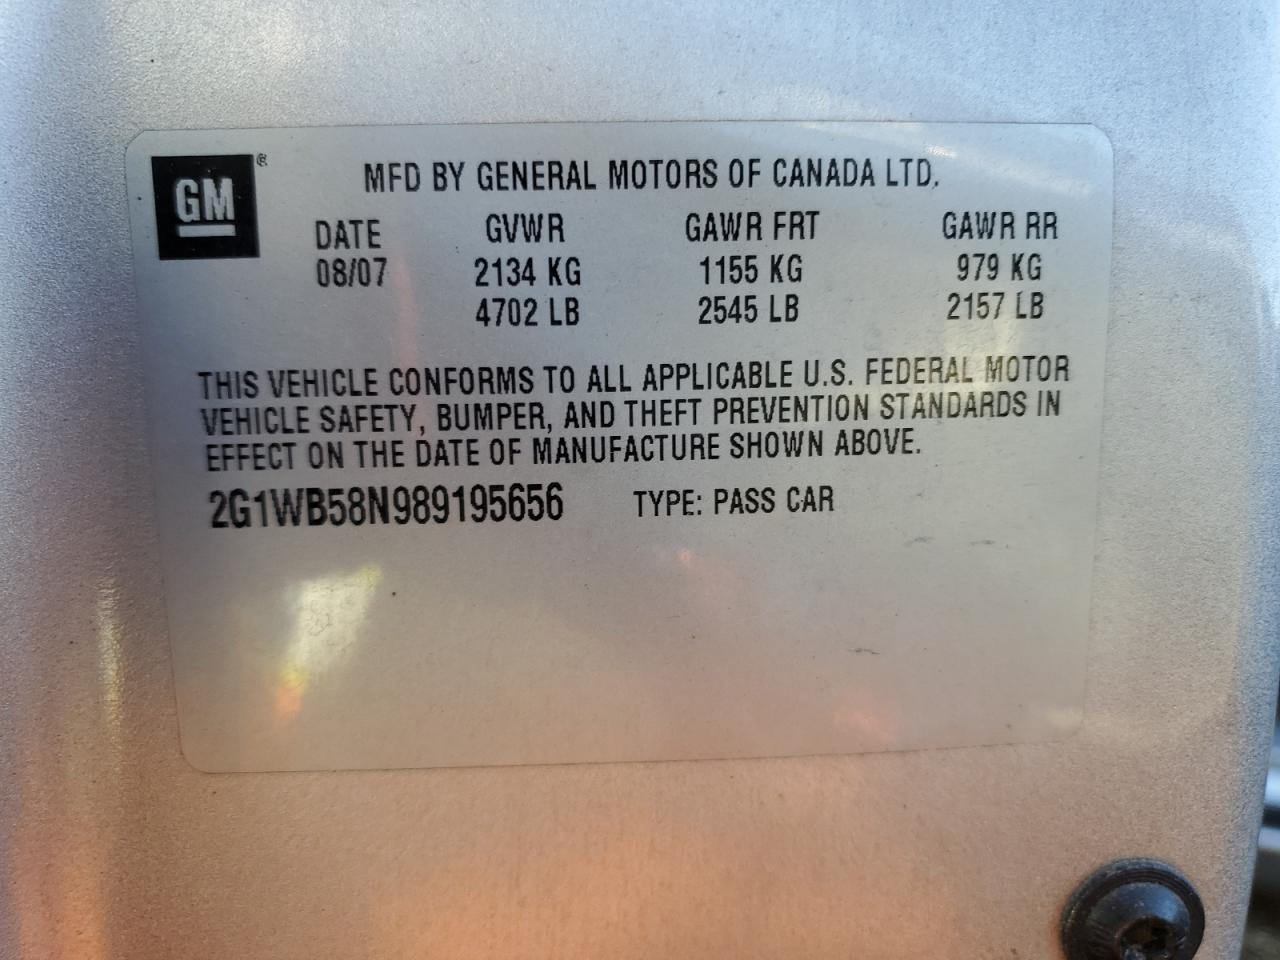 GM®
MFD BY GENERAL MOTORS OF CANADA LTD.
DATE GVWR GAWR FRT GAWR RR
08/07 2134 KG 1155 KG 979 KG
4702 LB 2545 LB 2157 LB
THIS VEHICLE CONFORMS TO ALL APPLICABLE U.S. FEDERAL MOTOR
VEHICLE SAFETY, BUMPER, AND THEFT PREVENTION STANDARDS IN
EFFECT ON THE DATE OF MANUFACTURE SHOWN ABOVE.
2G1WB58N989195656 TYPE: PASS CAR